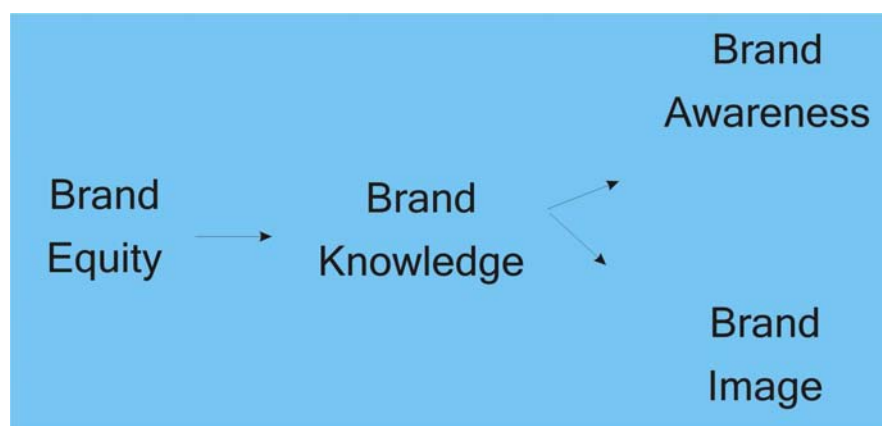 Brand
Equity
Brand
Knowledge
Brand
Awareness
Brand
Image